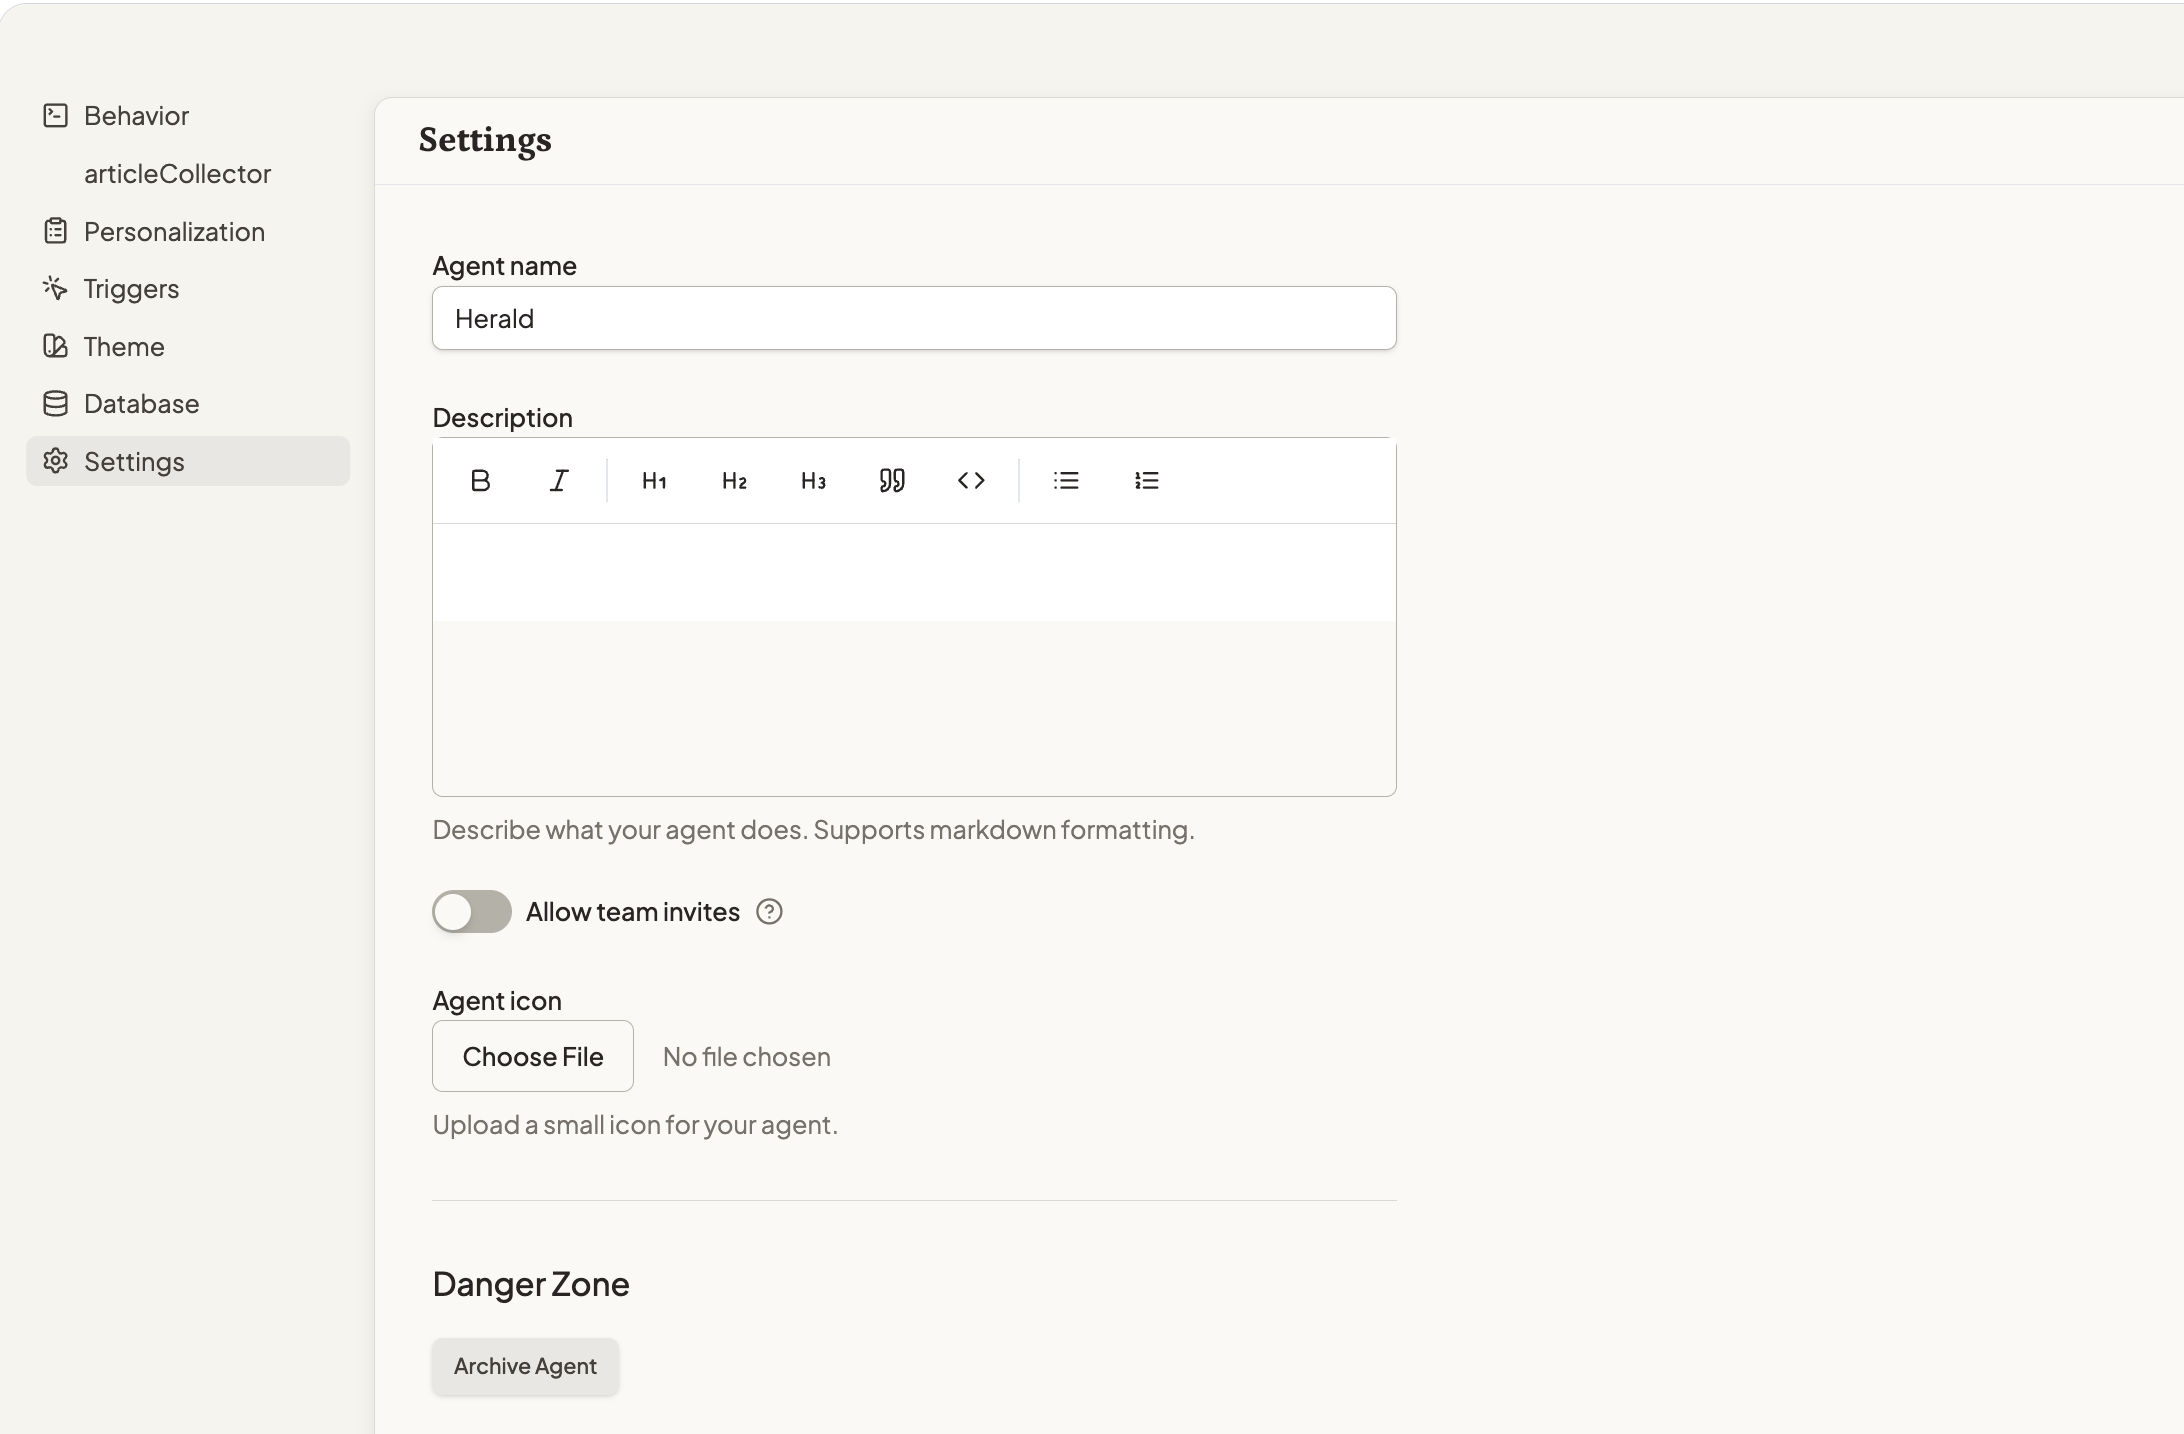 Behavior
articleCollector
Personalization
Triggers
Theme
Database
Settings
Settings
Agent name
Herald
Description
B I H1 H2 H3
Describe what your agent does. Supports markdown formatting.
Allow team invites ?
Agent icon
Choose File No file chosen
Upload a small icon for your agent.
Danger Zone
Archive Agent